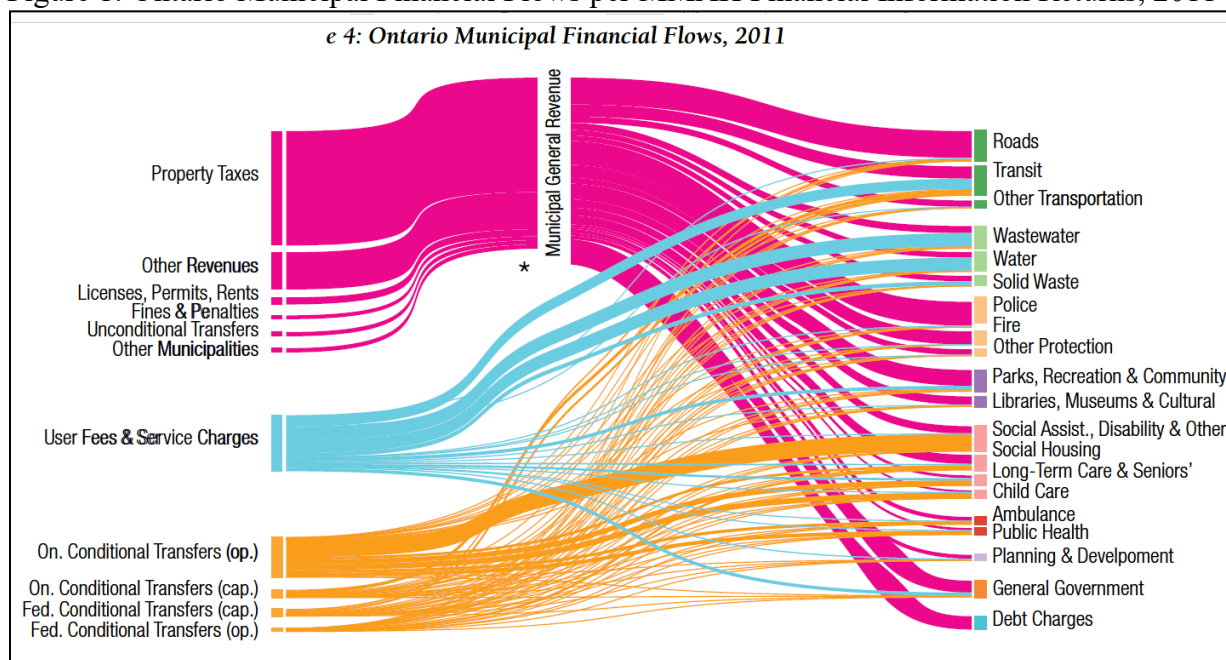 e 4: Ontario Municipal Financial Flows, 2011
Municipal General Revenue
Property Taxes
Other Revenues
Licenses, Permits, Rents
Fines & Penalties
Unconditional Transfers
Other Municipalities
*
User Fees & Service Charges
On. Conditional Transfers (op.)
On. Conditional Transfers (cap.)
Fed. Conditional Transfers (cap.)
Fed. Conditional Transfers (op.)
Roads
Transit
Other Transportation
Wastewater
Water
Solid Waste
Police
Fire
Other Protection
Parks, Recreation & Community
Libraries, Museums & Cultural
Social Assist., Disability & Other
Social Housing
Long-Term Care & Seniors'
Child Care
Ambulance
Public Health
Planning & Develpoment
General Government
Debt Charges